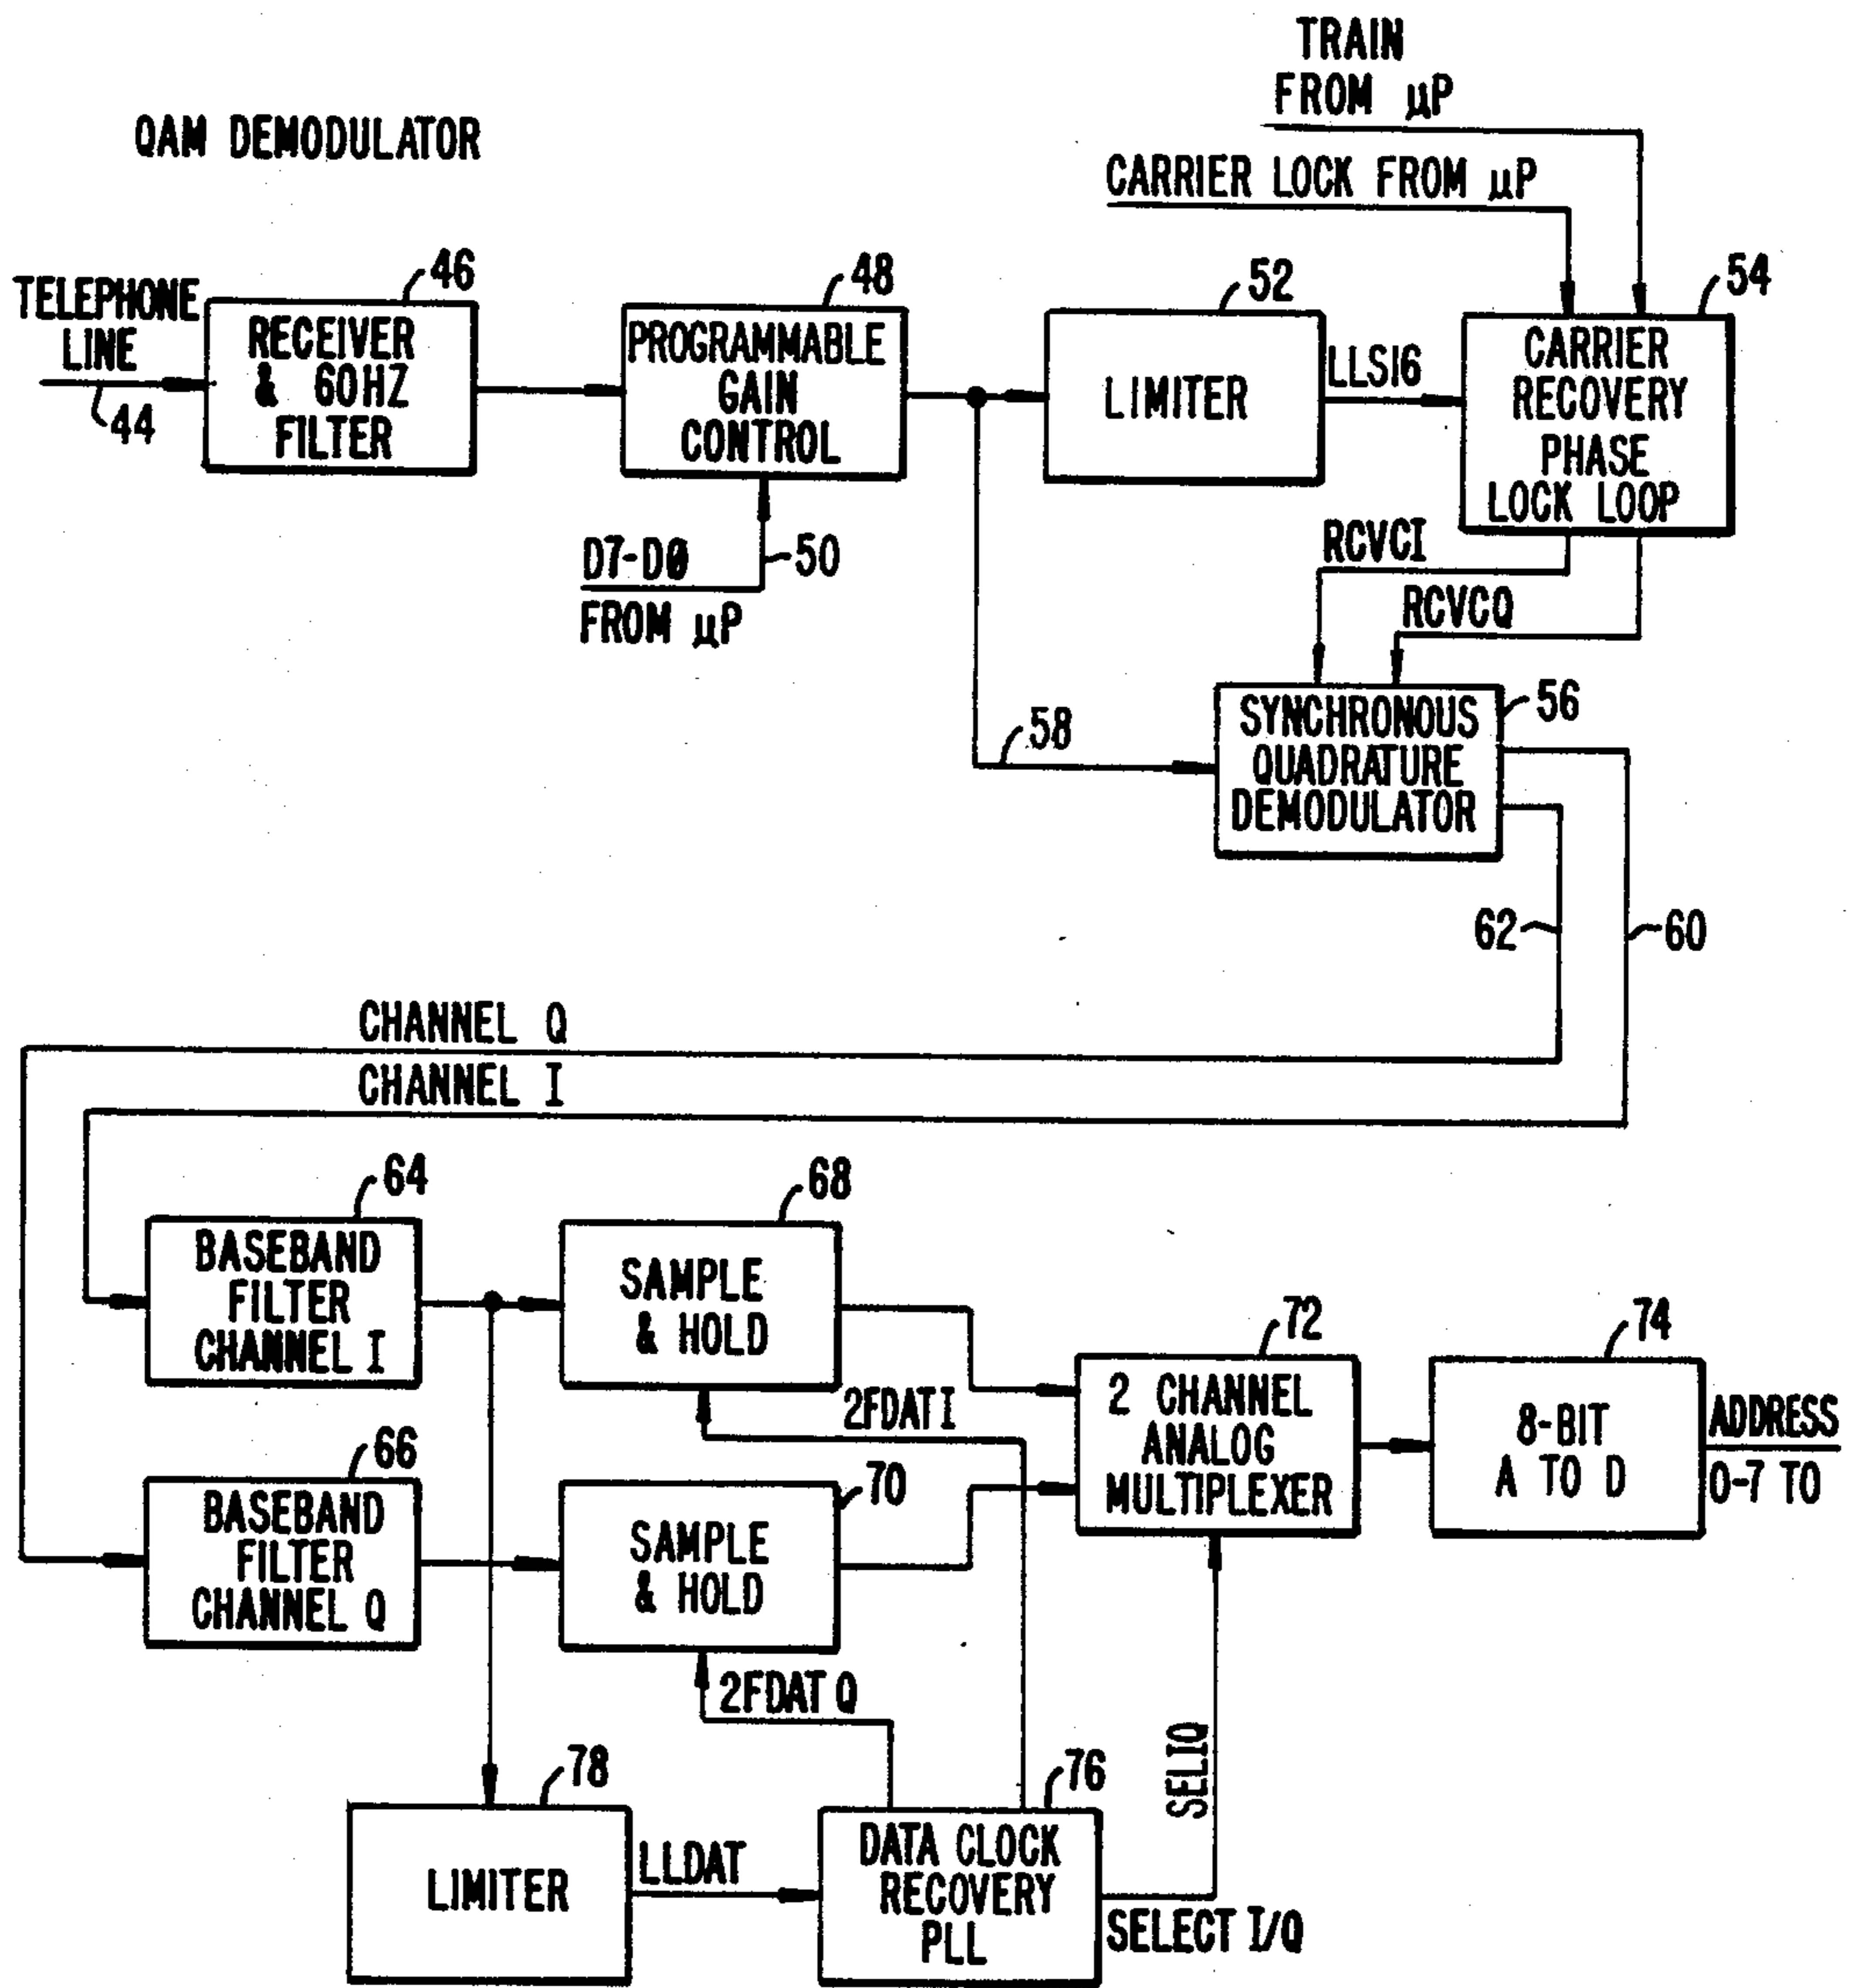 TRAIN
FROM µP
QAM DEMODULATOR
CARRIER LOCK FROM µP
TELEPHONE
LINE
44
46
RECEIVER
& 60HZ
FILTER
48
PROGRAMMABLE
GAIN
CONTROL
D7-DØ
FROM µP
50
52
LIMITER
LLSI6
54
CARRIER
RECOVERY
PHASE
LOCK LOOP
RCVCI
RCVCQ
58
SYNCHRONOUS
QUADRATURE
DEMODULATOR
56
62
60
CHANNEL Q
CHANNEL I
64
BASEBAND
FILTER
CHANNEL I
68
SAMPLE
& HOLD
2FDAT I
72
2 CHANNEL
ANALOG
MULTIPLEXER
74
8-BIT
A TO D
ADDRESS
0-7 TO
66
BASEBAND
FILTER
CHANNEL Q
70
SAMPLE
& HOLD
2FDAT Q
SELIQ
78
LIMITER
LLDAT
76
DATA CLOCK
RECOVERY
PLL
SELECT I/Q